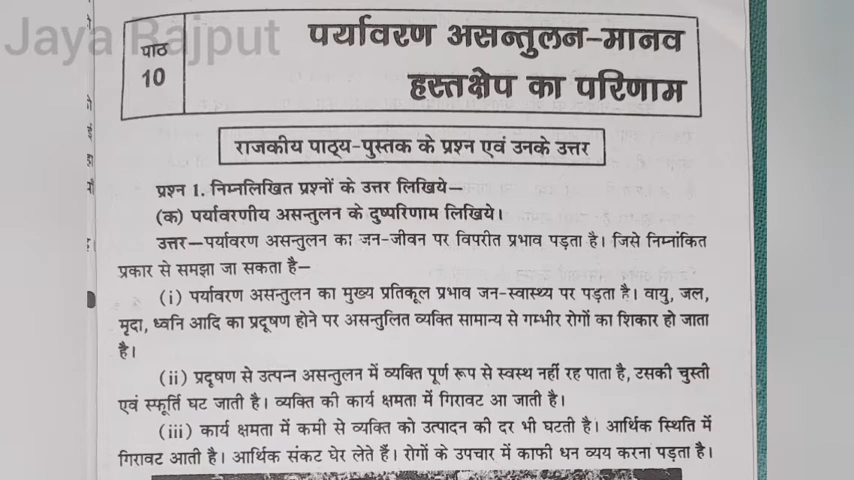 Jaya Rajput
पाठ
10
पर्यावरण असन्तुलन-मानव
हस्तक्षेप का परिणाम
राजकीय पाठ्य-पुस्तक के प्रश्न एवं उनके उत्तर
प्रश्न 1. निम्नलिखित प्रश्नों के उत्तर लिखिये—
(क) पर्यावरणीय असन्तुलन के दुष्परिणाम लिखिये।
उत्तर—पर्यावरण असन्तुलन का जन-जीवन पर विपरीत प्रभाव पड़ता है। जिसे निम्नांकित
प्रकार से समझा जा सकता है—
(i) पर्यावरण असन्तुलन का मुख्य प्रतिकूल प्रभाव जन-स्वास्थ्य पर पड़ता है। वायु, जल,
मृदा, ध्वनि आदि का प्रदूषण होने पर असन्तुलित व्यक्ति सामान्य से गम्भीर रोगों का शिकार हो जाता
है।
(ii) प्रदूषण से उत्पन्न असन्तुलन में व्यक्ति पूर्ण रूप से स्वस्थ नहीं रह पाता है, उसकी चुस्ती
एवं स्फूर्ति घट जाती है। व्यक्ति की कार्य क्षमता में गिरावट आ जाती है।
(iii) कार्य क्षमता में कमी से व्यक्ति को उत्पादन की दर भी घटती है। आर्थिक स्थिति में
गिरावट आती है। आर्थिक संकट घेर लेते हैं। रोगों के उपचार में काफी धन व्यय करना पड़ता है।